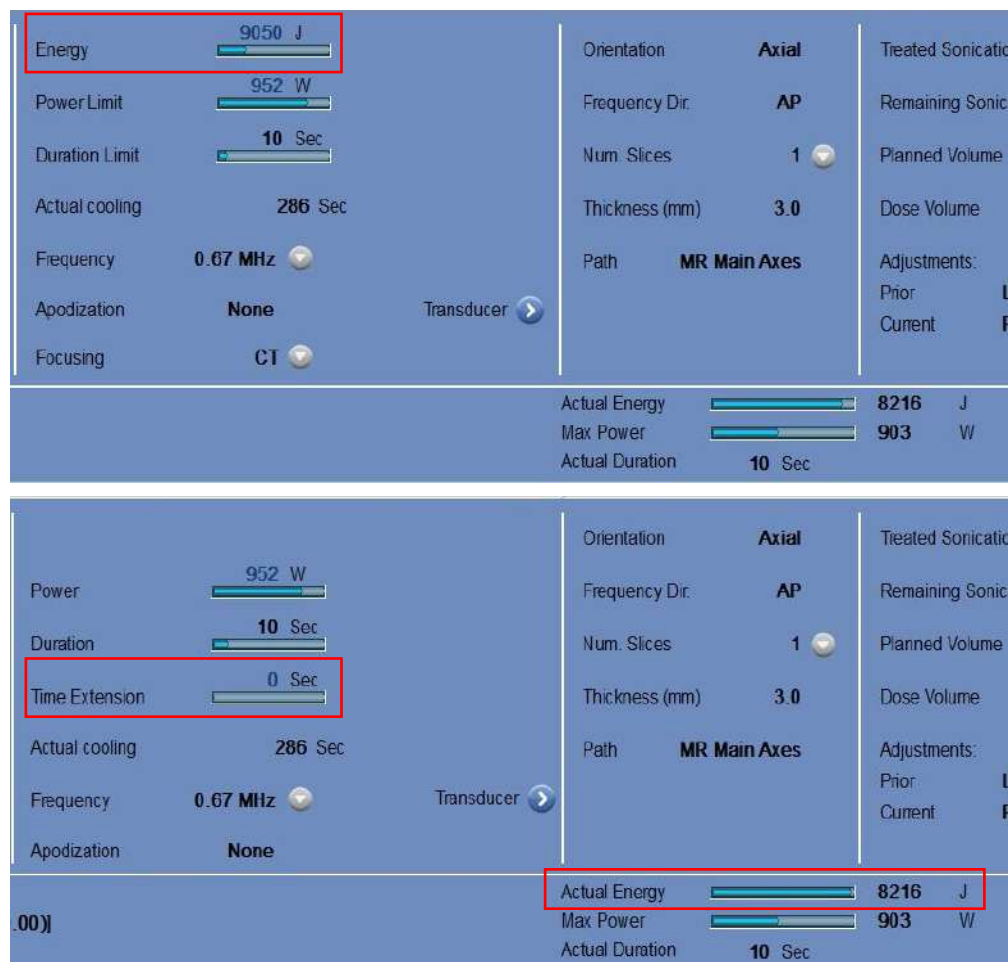 9050 J
Energy
Orientation Axial
952 W
Power Limit
Frequency Dir. AP
10 Sec
Duration Limit
Num. Slices 1
Planned Volume
Actual cooling 286 Sec
Thickness (mm) 3.0
Dose Volume
Frequency 0.67 MHz
Path MR Main Axes
Adjustments:
Prior
Current
Apodization None
Transducer
Focusing CT
Actual Energy 8216 J
Max Power 903 W
Actual Duration 10 Sec
Orientation Axial
952 W
Power
Frequency Dir. AP
10 Sec
Duration
Num. Slices 1
Planned Volume
0 Sec
Time Extension
Thickness (mm) 3.0
Dose Volume
Actual cooling 286 Sec
Path MR Main Axes
Adjustments:
Prior
Current
Frequency 0.67 MHz
Transducer
Apodization None
Actual Energy 8216 J
.00)]
Max Power 903 W
Actual Duration 10 Sec
Treated
Remaining
Treated
Remaining